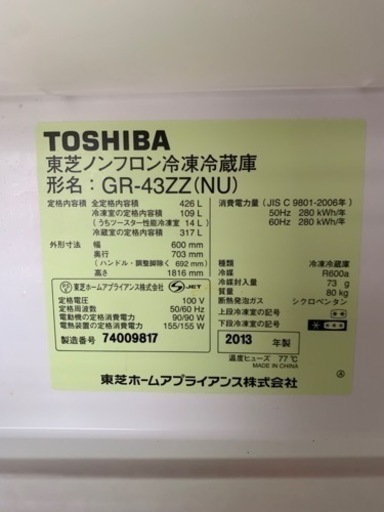 TOSHIBA
東芝ノンフロン冷凍冷蔵庫
形名：GR-43ZZ(NU)
定格内容積 全定格内容積 426 L
冷凍室の定格内容積 109 L
(うちツースター性能冷凍室 14 L)
冷蔵室の定格内容積 317 L
外形寸法 幅 600 mm
奥行 703 mm
(ハンドル・調整脚除く 692 mm)
高さ 1816 mm
東芝ホームアプライアンス株式会社 JET
定格電圧 100 V
定格周波数 50/60 Hz
電動機の定格消費電力 90/90 W
電熱装置の定格消費電力 155/155 W
製造番号 74009817
消費電力量 (JIS C 9801-2006年)
50Hz 280 kWh/年
60Hz 280 kWh/年
種類 冷凍冷蔵庫
冷媒 R600a
冷媒封入量 73 g
質量 80 kg
断熱発泡ガス シクロペンタン
上段冷凍室の記号 **
下段冷凍室の記号 * ***
2013 年製
温度ヒューズ 77℃
MADE IN CHINA
東芝ホームアプライアンス株式会社
Ⓐ